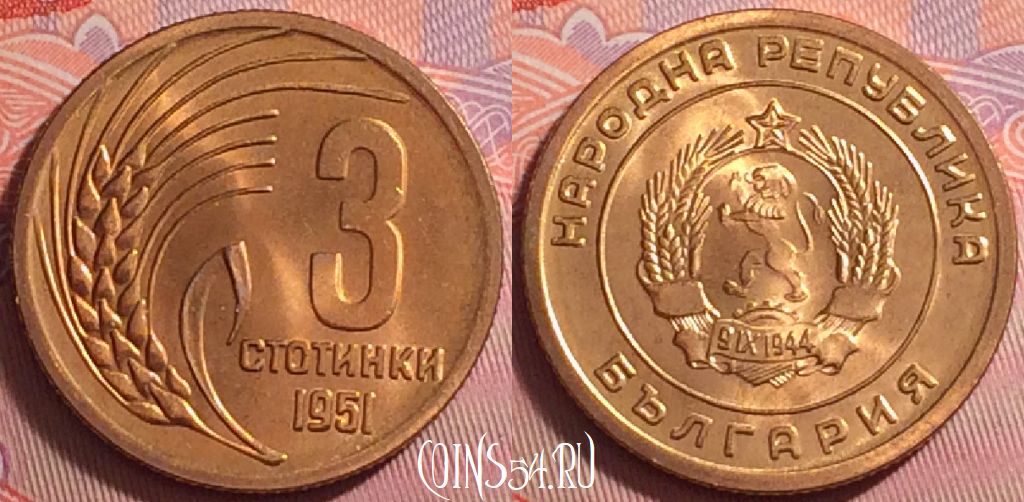 3
СТОТИНКИ
1951
НАРОДНА РЕПУБЛИКА
БЪЛГАРИЯ
9 IX 1944
COINS54.RU